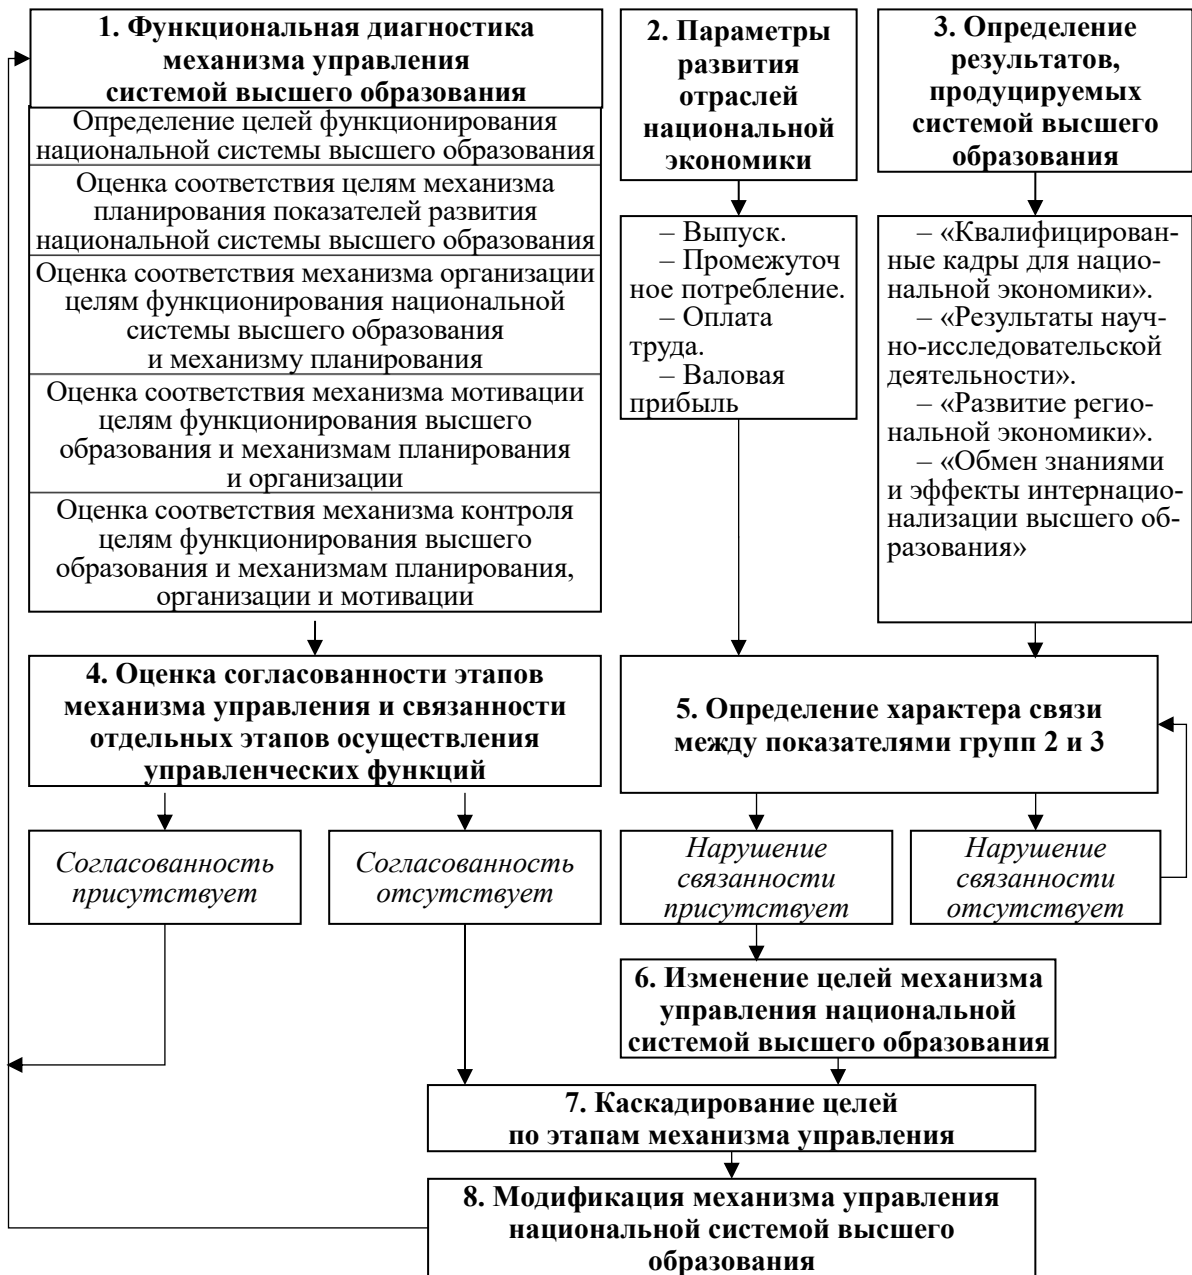 1. Функциональная диагностика
механизма управления
системой высшего образования
Определение целей функционирования
национальной системы высшего образования
Оценка соответствия целям механизма
планирования показателей развития
национальной системы высшего образования
Оценка соответствия механизма организации
целям функционирования национальной
системы высшего образования
и механизму планирования
Оценка соответствия механизма мотивации
целям функционирования высшего
образования и механизмам планирования
и организации
Оценка соответствия механизма контроля
целям функционирования высшего
образования и механизмам планирования,
организации и мотивации
2. Параметры
развития
отраслей
национальной
экономики
– Выпуск.
– Промежуточ
ное потребление.
– Оплата
труда.
– Валовая
прибыль
3. Определение
результатов,
продуцируемых
системой высшего
образования
– «Квалифицирован-
ные кадры для нацио-
нальной экономики».
– «Результаты науч-
но-исследовательской
деятельности».
– «Развитие регио-
нальной экономики».
– «Обмен знаниями
и эффекты интернацио-
нализации высшего об-
разования»
4. Оценка согласованности этапов
механизма управления и связанности
отдельных этапов осуществления
управленческих функций
5. Определение характера связи
между показателями групп 2 и 3
Согласованность
присутствует
Согласованность
отсутствует
Нарушение
связанности
присутствует
Нарушение
связанности
отсутствует
6. Изменение целей механизма
управления национальной
системой высшего образования
7. Каскадирование целей
по этапам механизма управления
8. Модификация механизма управления
национальной системой высшего
образования